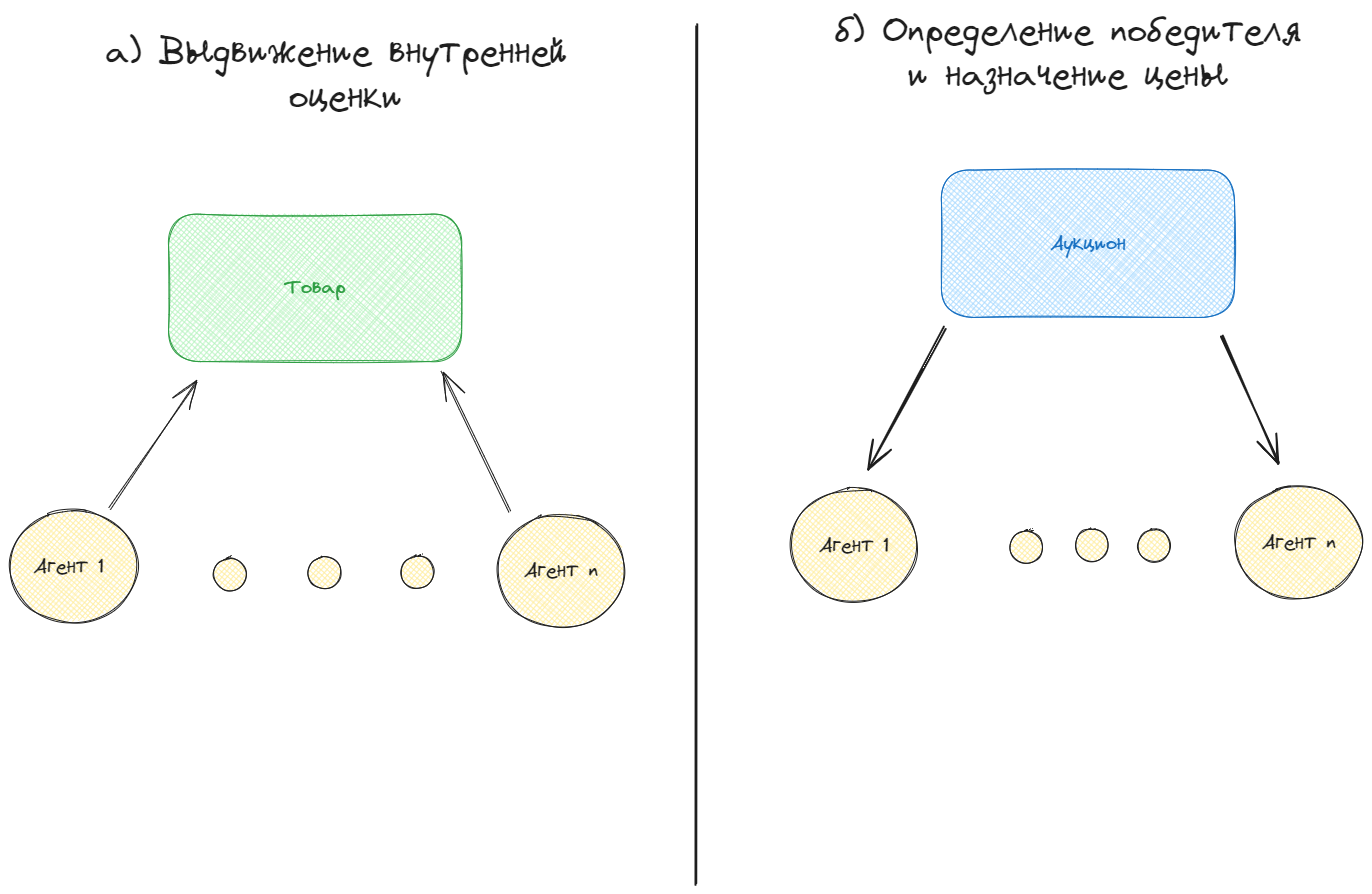 а) Выдвижение внутренней
оценки
Товар
Агент 1
Агент n
б) Определение победителя
и назначение цены
Аукцион
Агент 1
Агент n